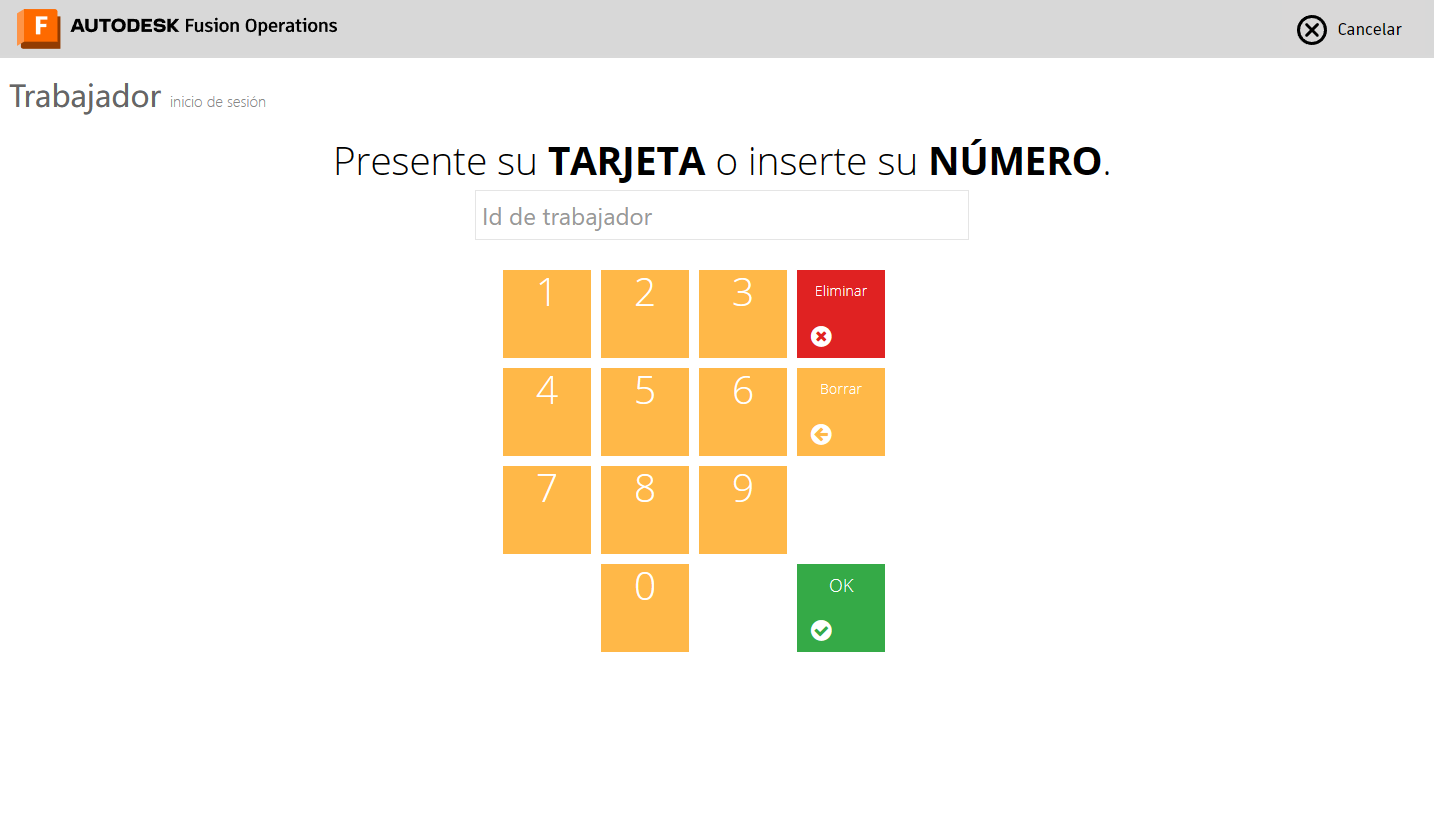 F AUTODESK Fusion Operations
Cancelar
Trabajador inicio de sesión
Presente su TARJETA o inserte su NÚMERO.
Id de trabajador
1 2 3 Eliminar
4 5 6 Borrar
7 8 9
0 OK